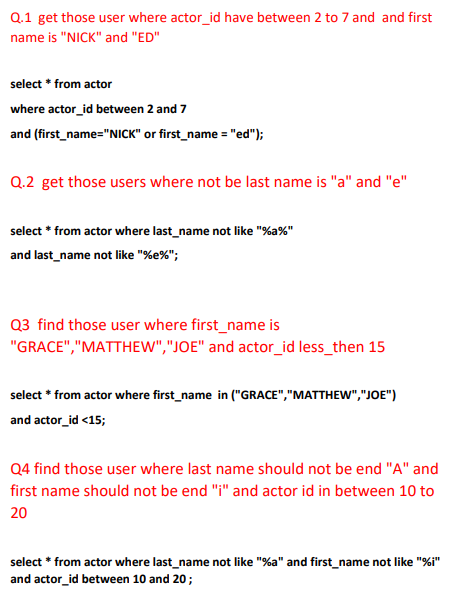 Q.1 get those user where actor_id have between 2 to 7 and and first
name is "NICK" and "ED"
select * from actor
where actor_id between 2 and 7
and (first_name="NICK" or first_name = "ed");
Q.2 get those users where not be last name is "a" and "e"
select * from actor where last_name not like "%a%"
and last_name not like "%e%";
Q3 find those user where first_name is
"GRACE","MATTHEW","JOE" and actor_id less_then 15
select * from actor where first_name in ("GRACE","MATTHEW","JOE")
and actor_id <15;
Q4 find those user where last name should not be end "A" and
first name should not be end "i" and actor id in between 10 to
20
select * from actor where last_name not like "%a" and first_name not like "%i"
and actor_id between 10 and 20 ;